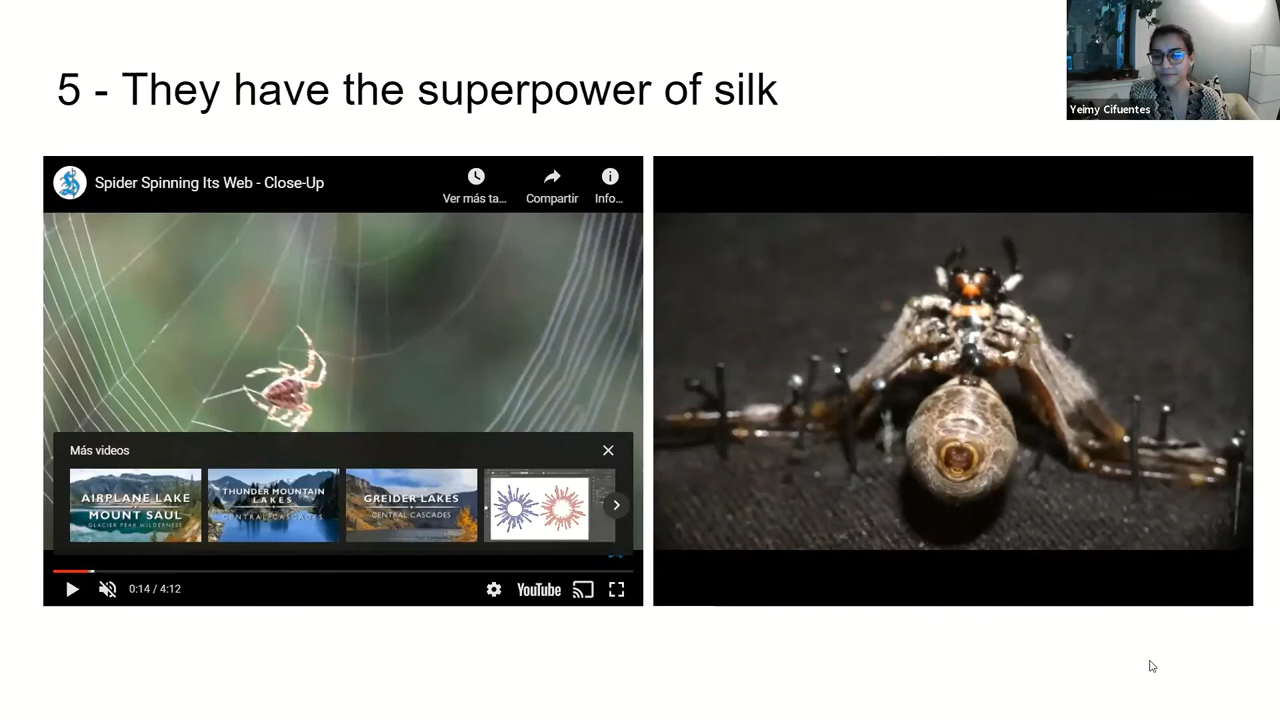 5 - They have the superpower of silk
Yeimy Cifuentes
Spider Spinning Its Web - Close-Up
Ver más ta...
Compartir
Info...
Más videos
AIRPLANE LAKE
MOUNT SAUL
GLACIER PEAK WILDERNESS
THUNDER MOUNTAIN
LAKES
CENTRAL CASCADES
GREIDER LAKES
CENTRAL CASCADES
0:14 / 4:12
YouTube